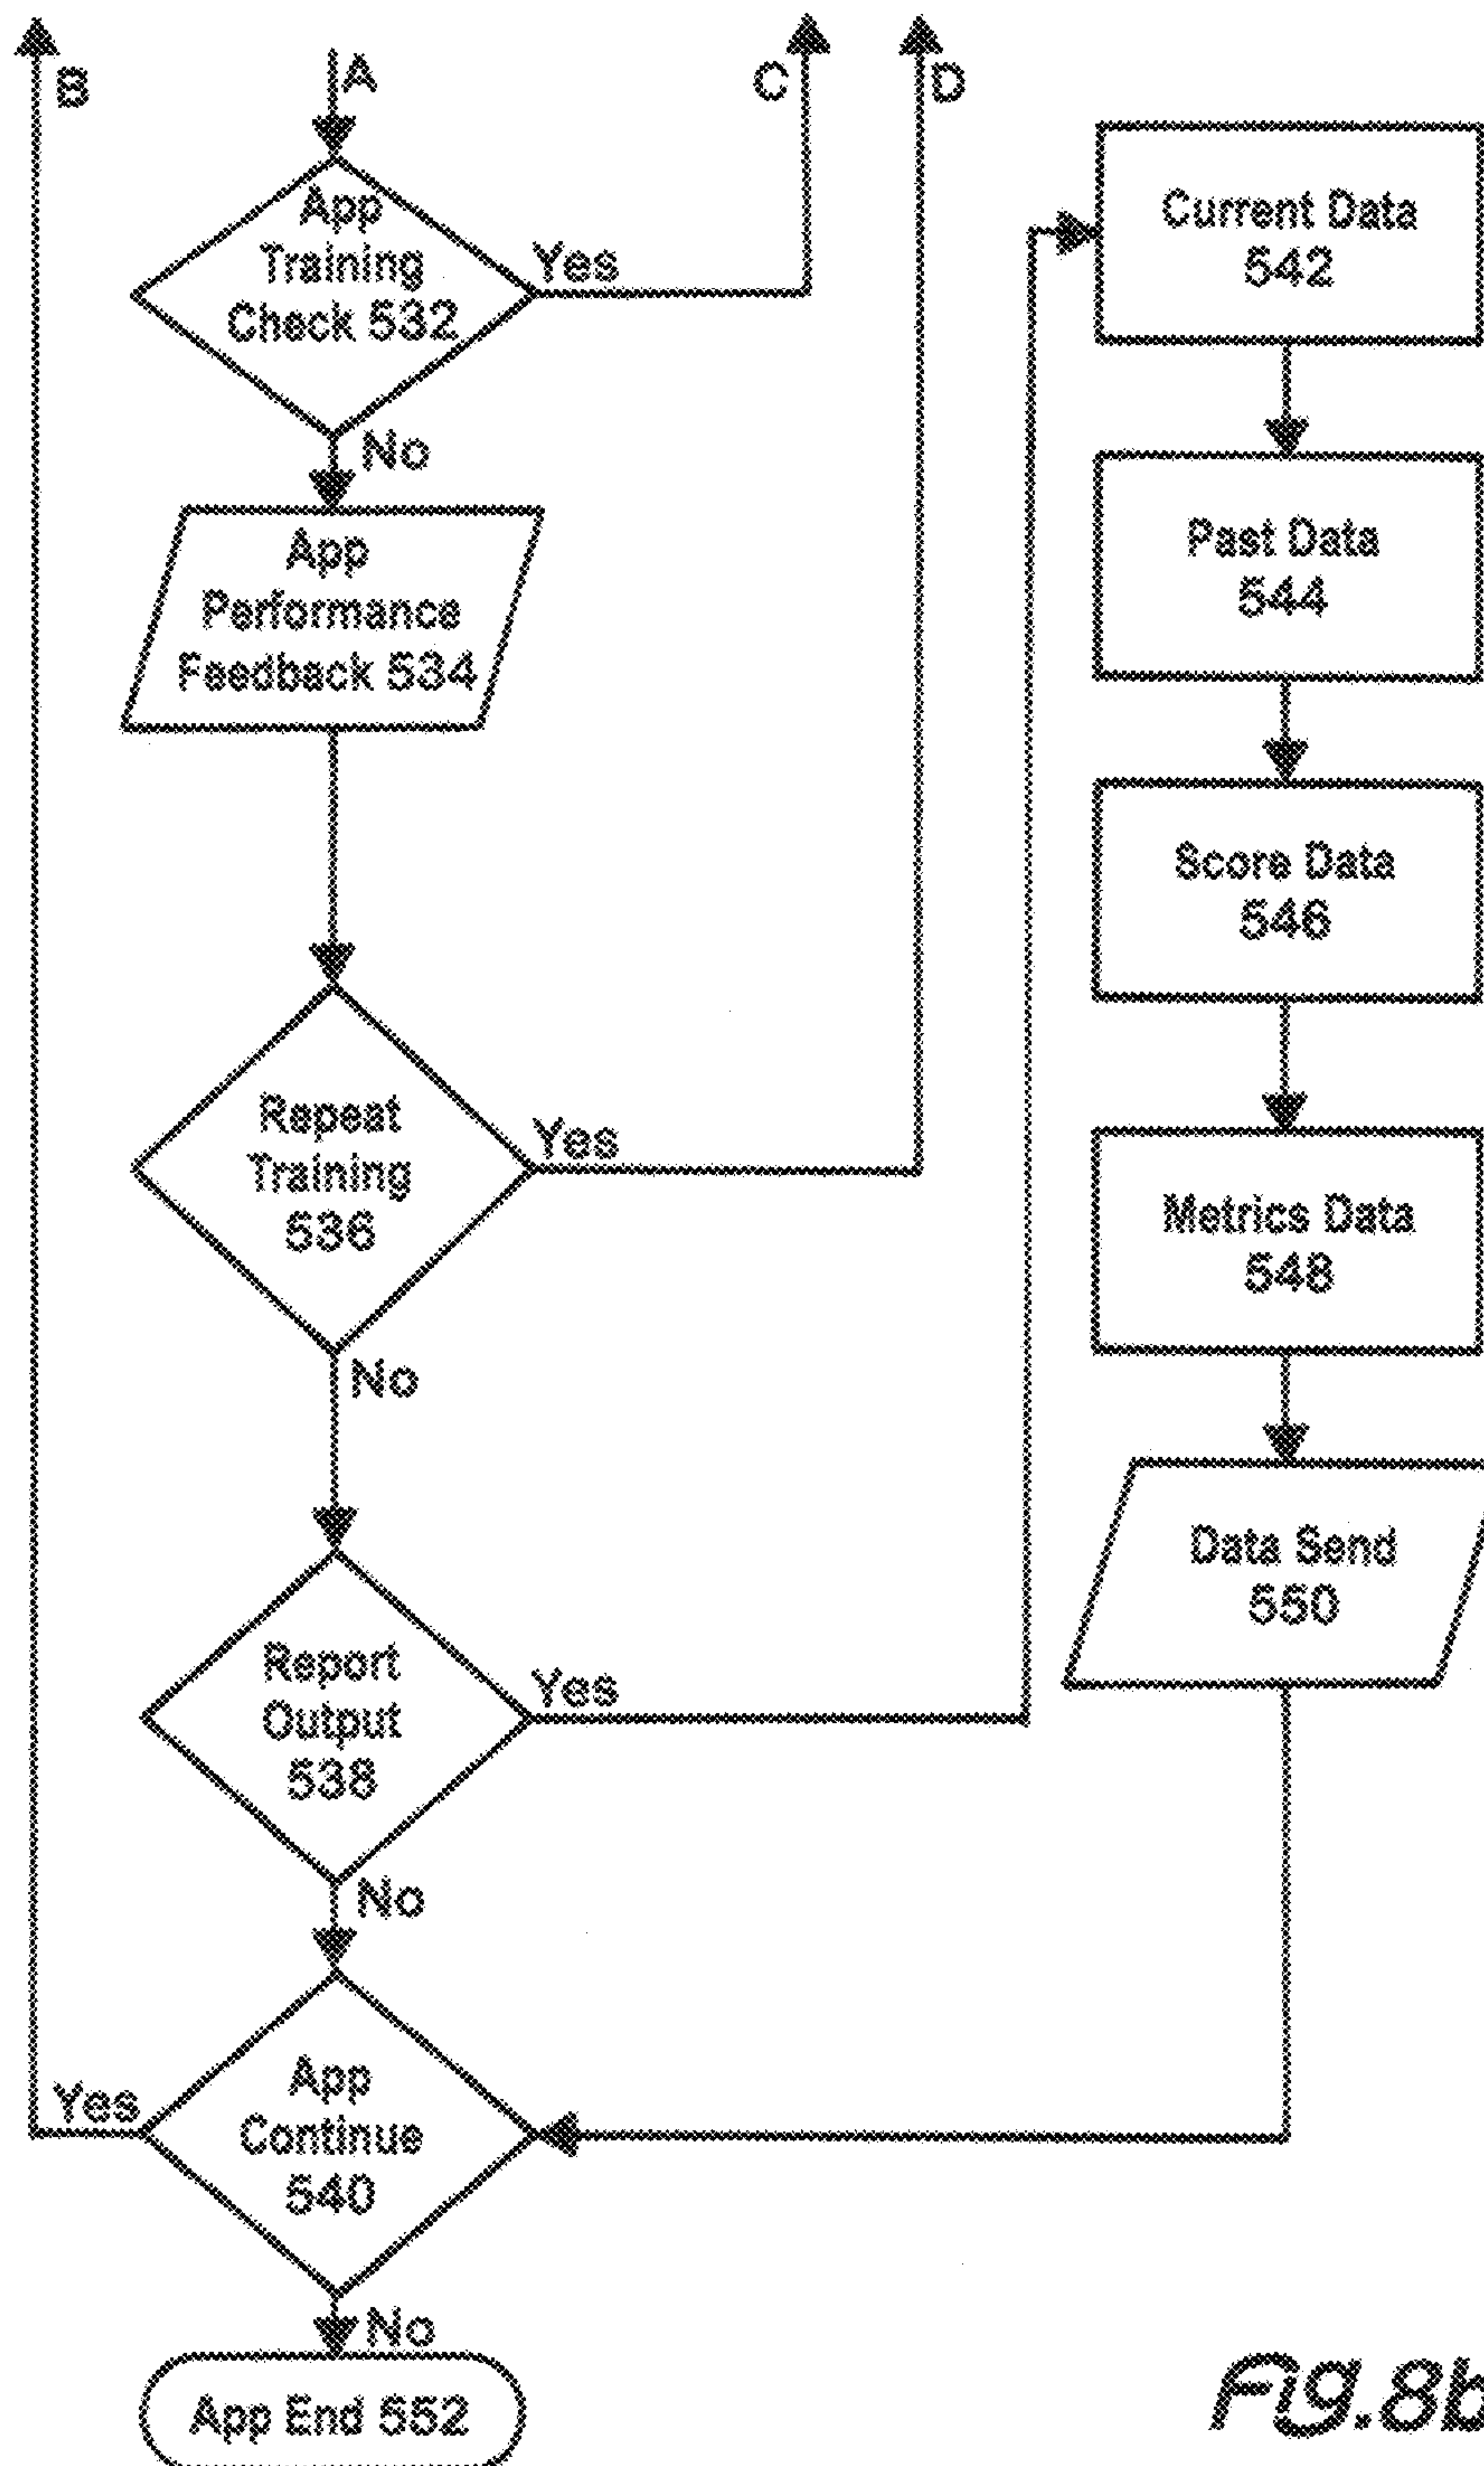 B
A
C
D
App
Training
Check 532
Yes
No
App
Performance
Feedback 534
Repeat
Training
536
Yes
No
Report
Output
538
Yes
No
App
Continue
540
Yes
No
App End 552
Current Data
542
Past Data
544
Score Data
546
Metrics Data
548
Data Send
550
Fig.8b